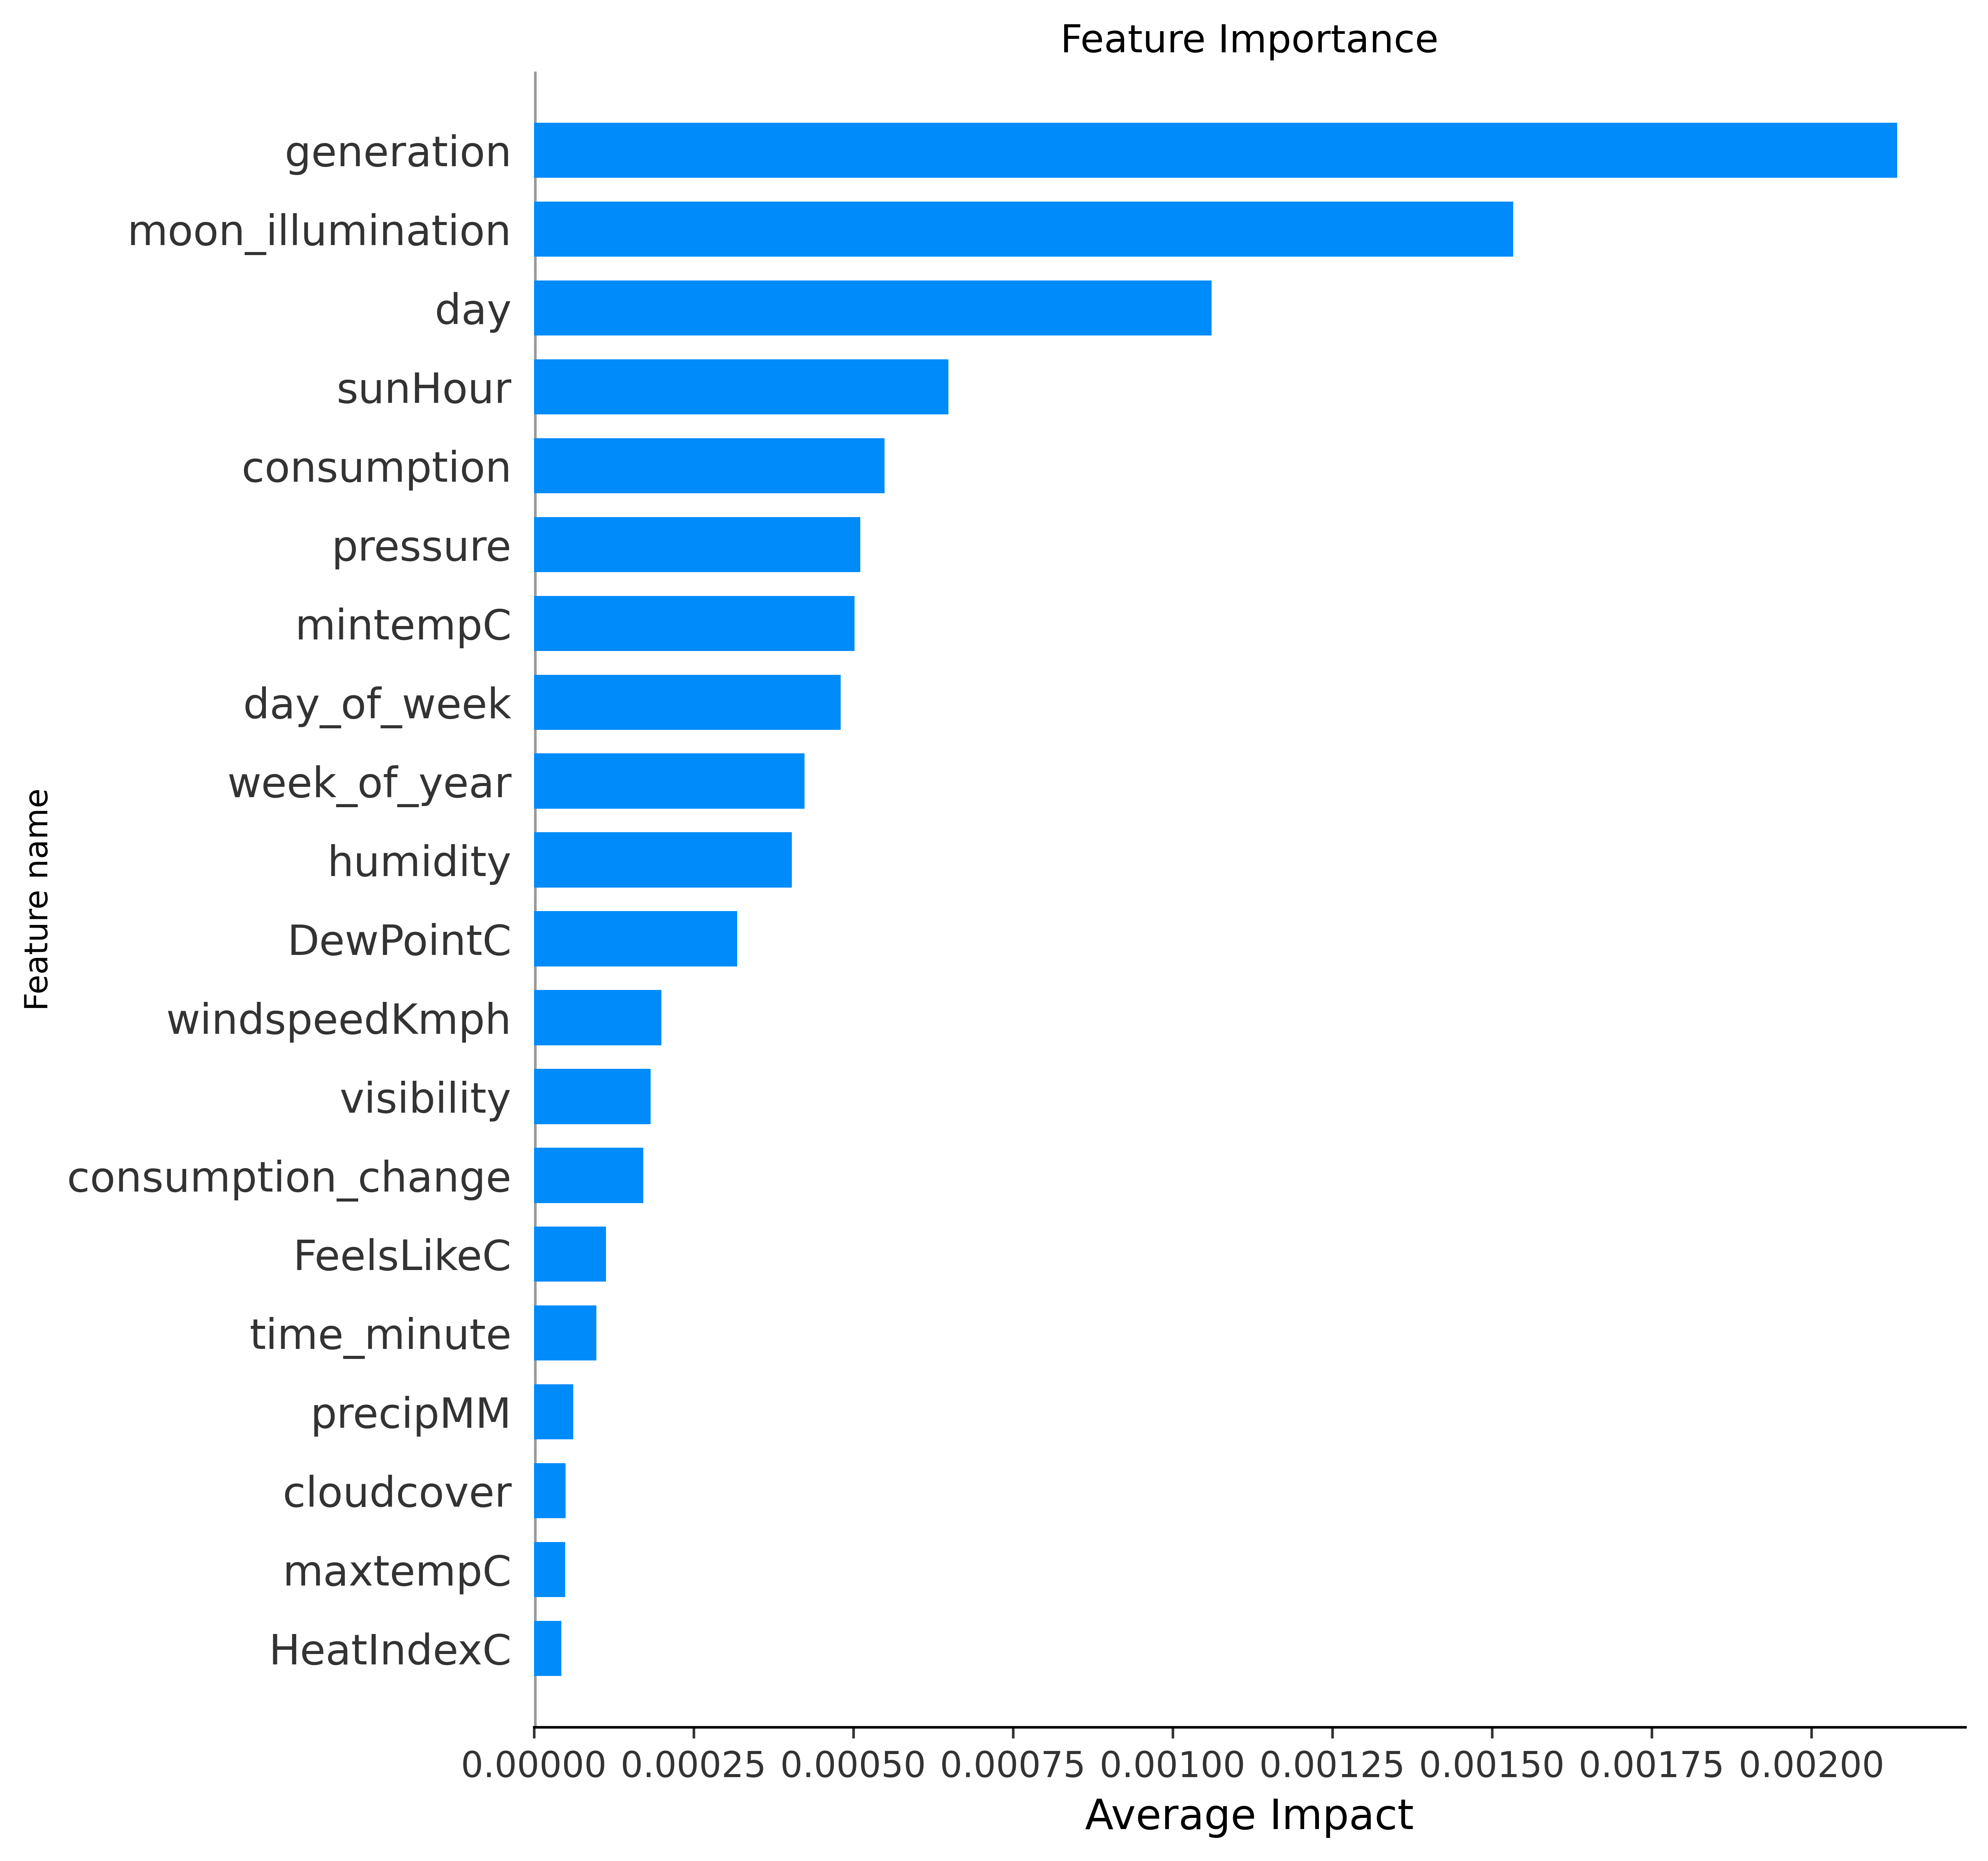 Feature Importance
Feature name
generation
moon_illumination
day
sunHour
consumption
pressure
mintempC
day_of_week
week_of_year
humidity
DewPointC
windspeedKmph
visibility
consumption_change
FeelsLikeC
time_minute
precipMM
cloudcover
maxtempC
HeatIndexC
0.00000 0.00025 0.00050 0.00075 0.00100 0.00125 0.00150 0.00175 0.00200
Average Impact